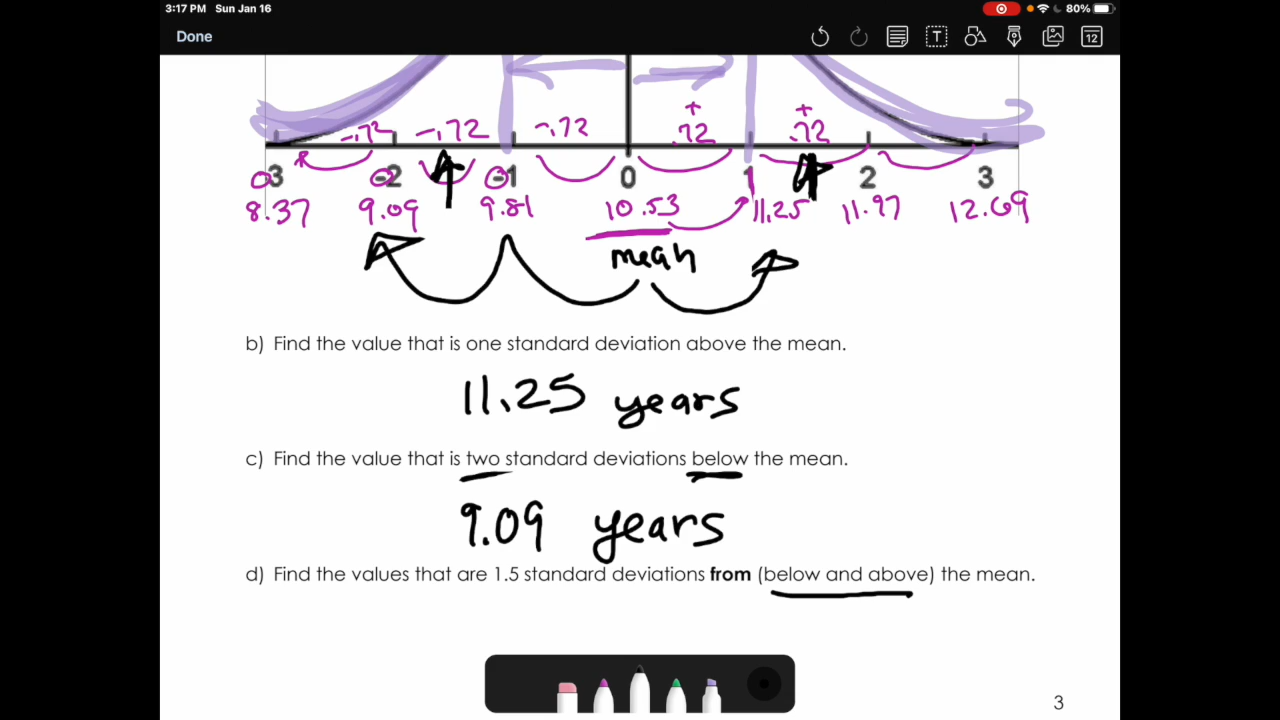 3:17 PM Sun Jan 16 80%
Done T 12
-.72 -.72 -.72 + .72 + .72
-3 -2 -1 0 1 2 3
8.37 9.09 9.81 10.53 11.25 11.97 12.69
mean
b) Find the value that is one standard deviation above the mean.
11.25 years
c) Find the value that is two standard deviations below the mean.
9.09 years
d) Find the values that are 1.5 standard deviations from (below and above) the mean.
3